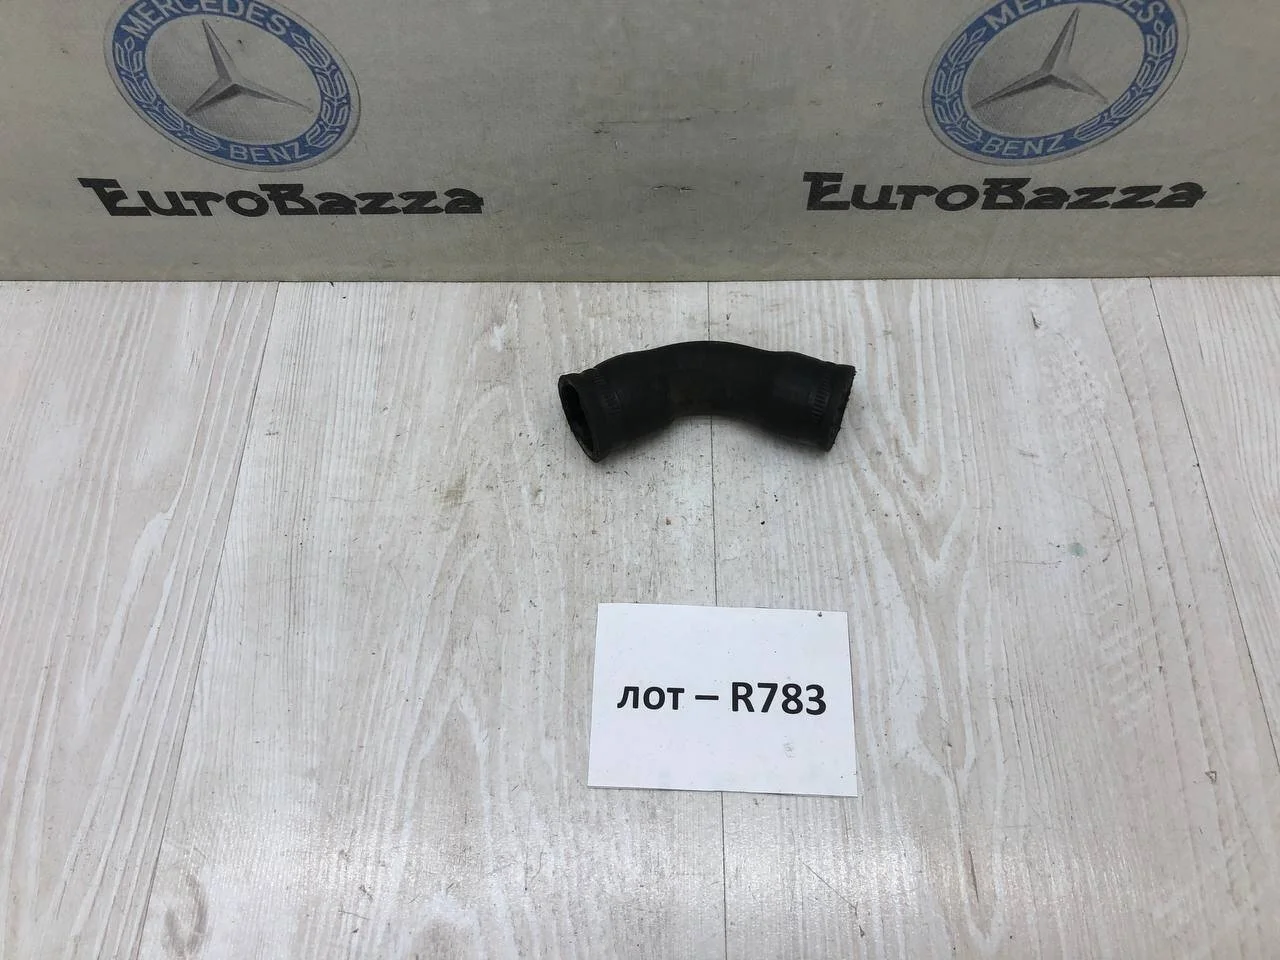 MERCEDES
BENZ
MERCEDES
BENZ
EuroBazza
EuroBazza
лот – R783